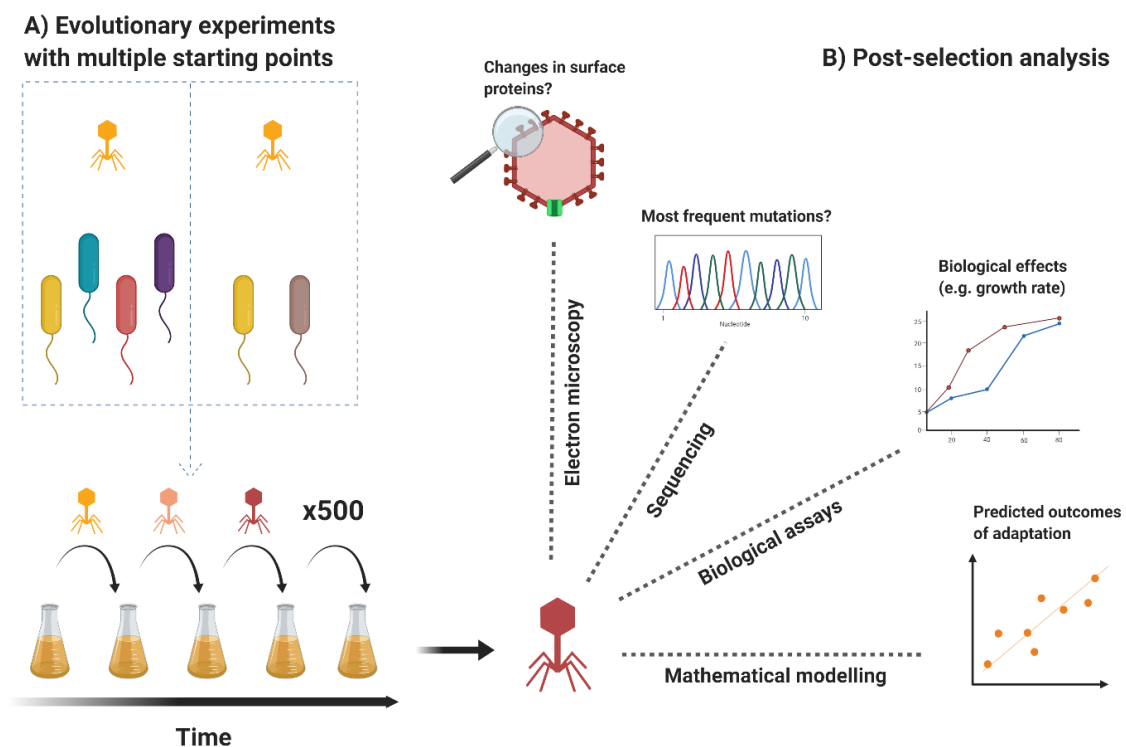 A) Evolutionary experiments
with multiple starting points
B) Post-selection analysis
Changes in surface
proteins?
Most frequent mutations?
1
10
Nucleotide
Biological effects
(e.g. growth rate)
25
20
15
10
5
0
20
40
60
80
Electron microscopy
Sequencing
Biological assays
Mathematical modelling
Predicted outcomes
of adaptation
x500
Time